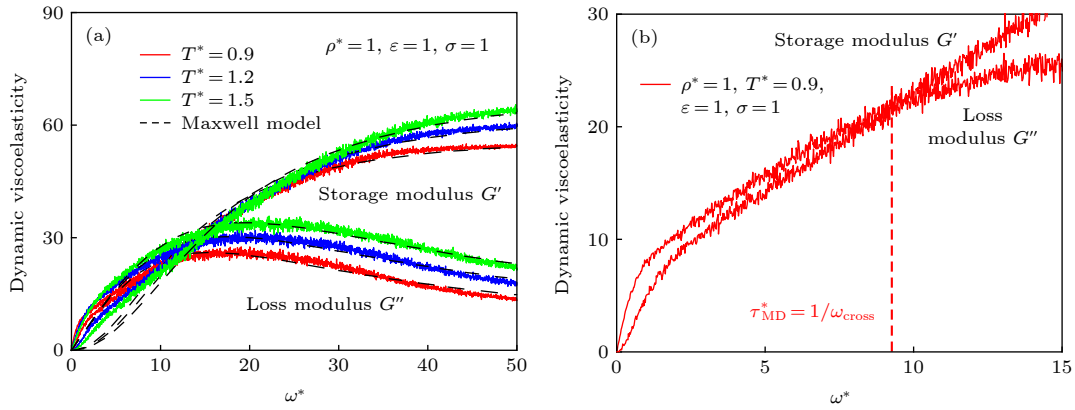 (a)
ρ* = 1, ε = 1, σ = 1
T* = 0.9
T* = 1.2
T* = 1.5
Maxwell model
Storage modulus G′
Loss modulus G′′
Dynamic viscoelasticity
0
30
60
90
0 10 20 30 40 50
ω*
(b)
Storage modulus G′
ρ* = 1, T* = 0.9,
ε = 1, σ = 1
Loss
modulus G′′
τ*MD = 1/ωcross
Dynamic viscoelasticity
0
10
20
30
0 5 10 15
ω*